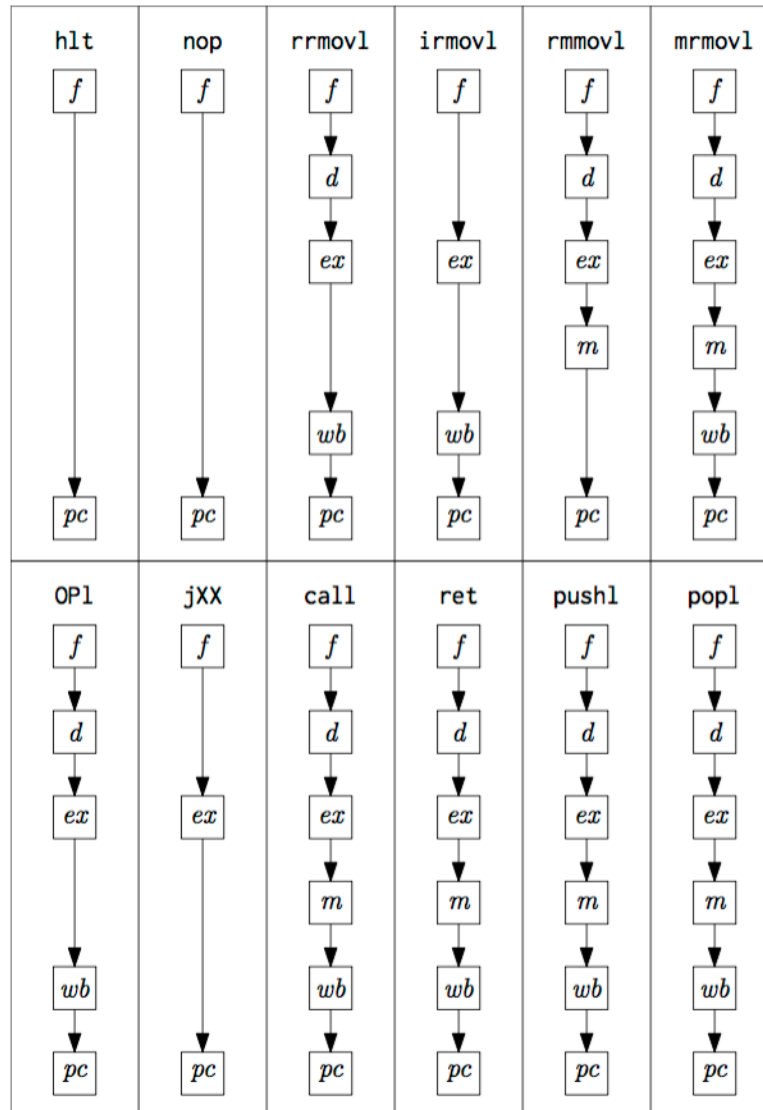 hlt nop rrmovl irmovl rmmovl mrmovl
f f f f f f
d d d
ex ex ex ex
m m
wb wb wb
pc pc pc pc pc pc
OPl jXX call ret pushl popl
f f f f f f
d d d d d
ex ex ex ex ex ex
m m m m
wb wb wb wb wb
pc pc pc pc pc pc